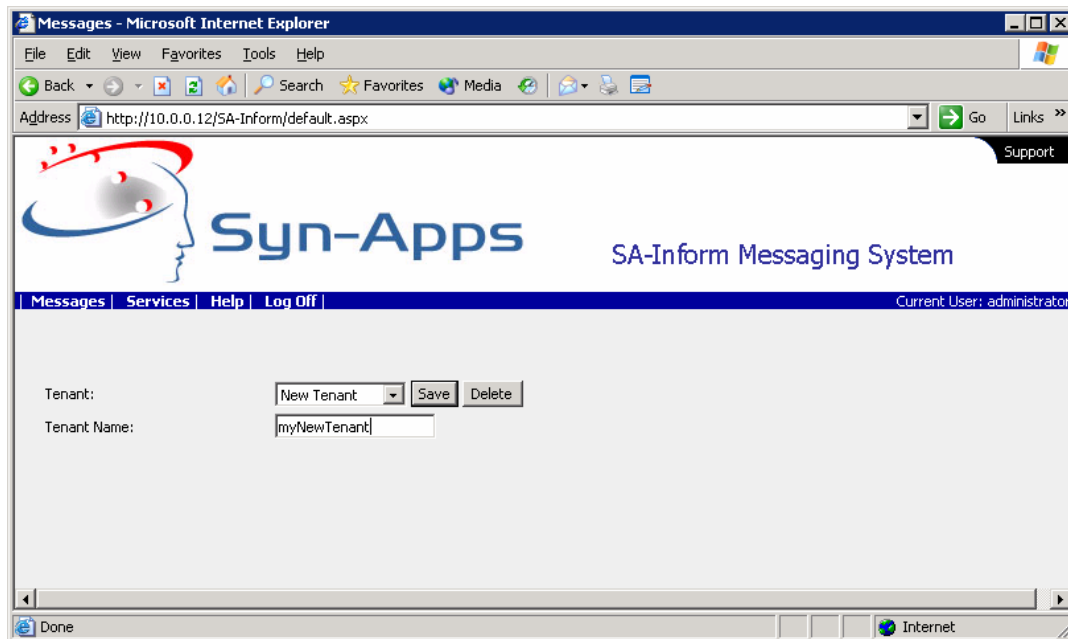 Messages - Microsoft Internet Explorer
File Edit View Favorites Tools Help
Back Search Favorites Media
Address http://10.0.0.12/SA-Inform/default.aspx Go Links »
Support
Syn-Apps
SA-Inform Messaging System
| Messages | Services | Help | Log Off | Current User: administrator
Tenant: New Tenant Save Delete
Tenant Name: myNewTenant
Done Internet